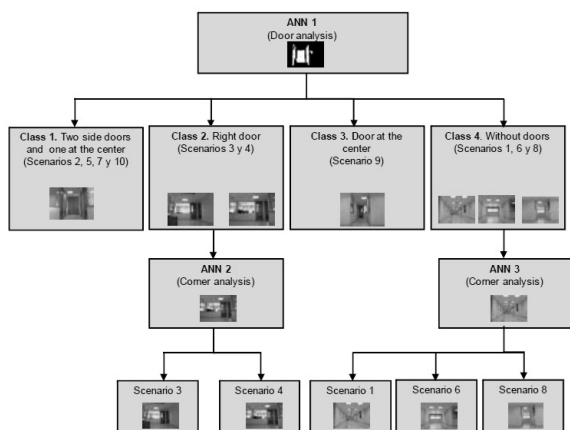 ANN 1
(Door analysis)
Class 1. Two side doors
and one at the center
(Scenarios 2, 5, 7 y 10)
Class 2. Right door
(Scenarios 3 y 4)
Class 3. Door at the
center
(Scenario 9)
Class 4. Without doors
(Scenarios 1, 6 y 8)
ANN 2
(Corner analysis)
ANN 3
(Corner analysis)
Scenario 3
Scenario 4
Scenario 1
Scenario 6
Scenario 8